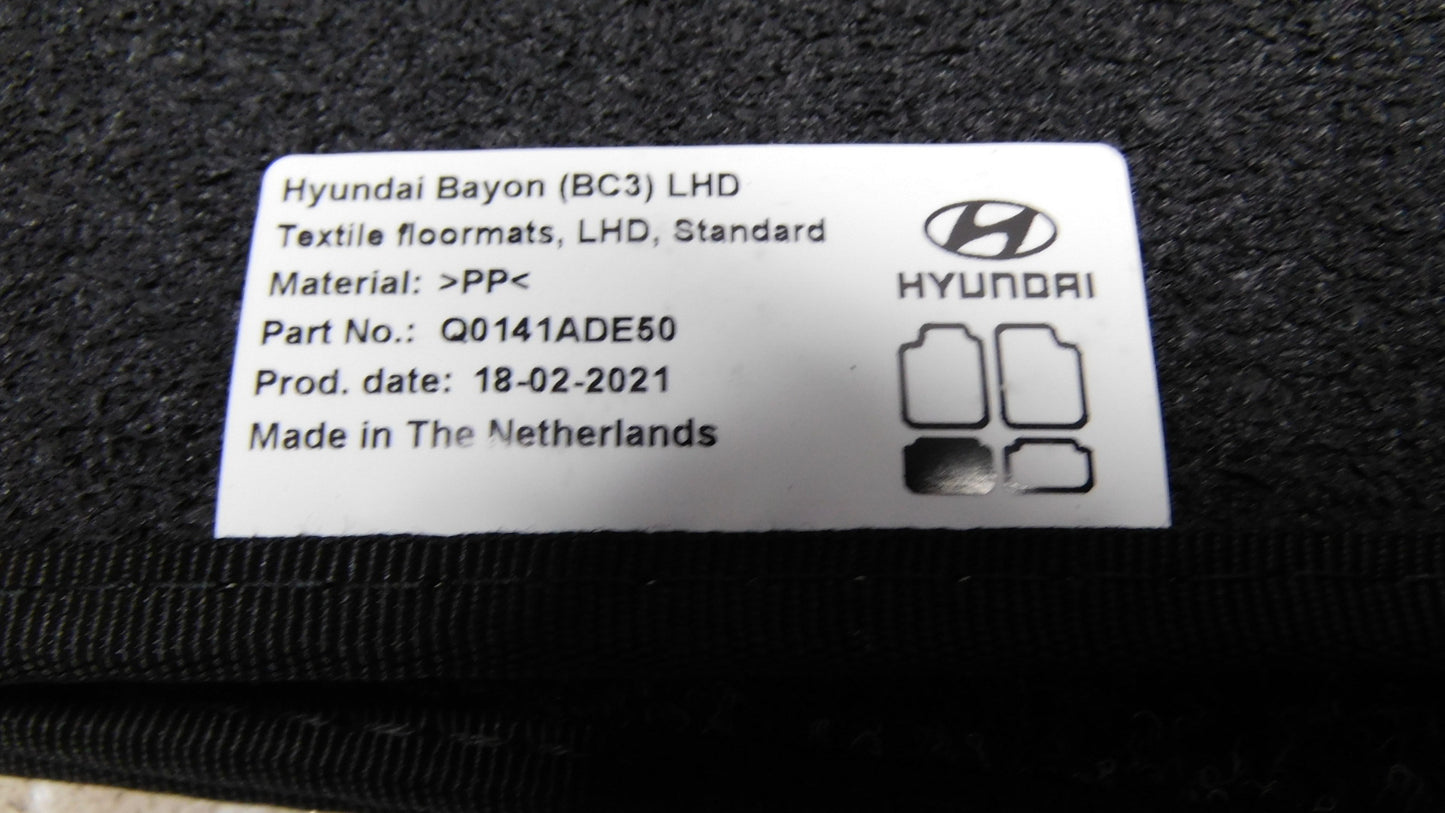 Hyundai Bayon (BC3) LHD
Textile floormats, LHD, Standard
Material: >PP<
Part No.: Q0141ADE50
Prod. date: 18-02-2021
Made in The Netherlands
HYUNDAI